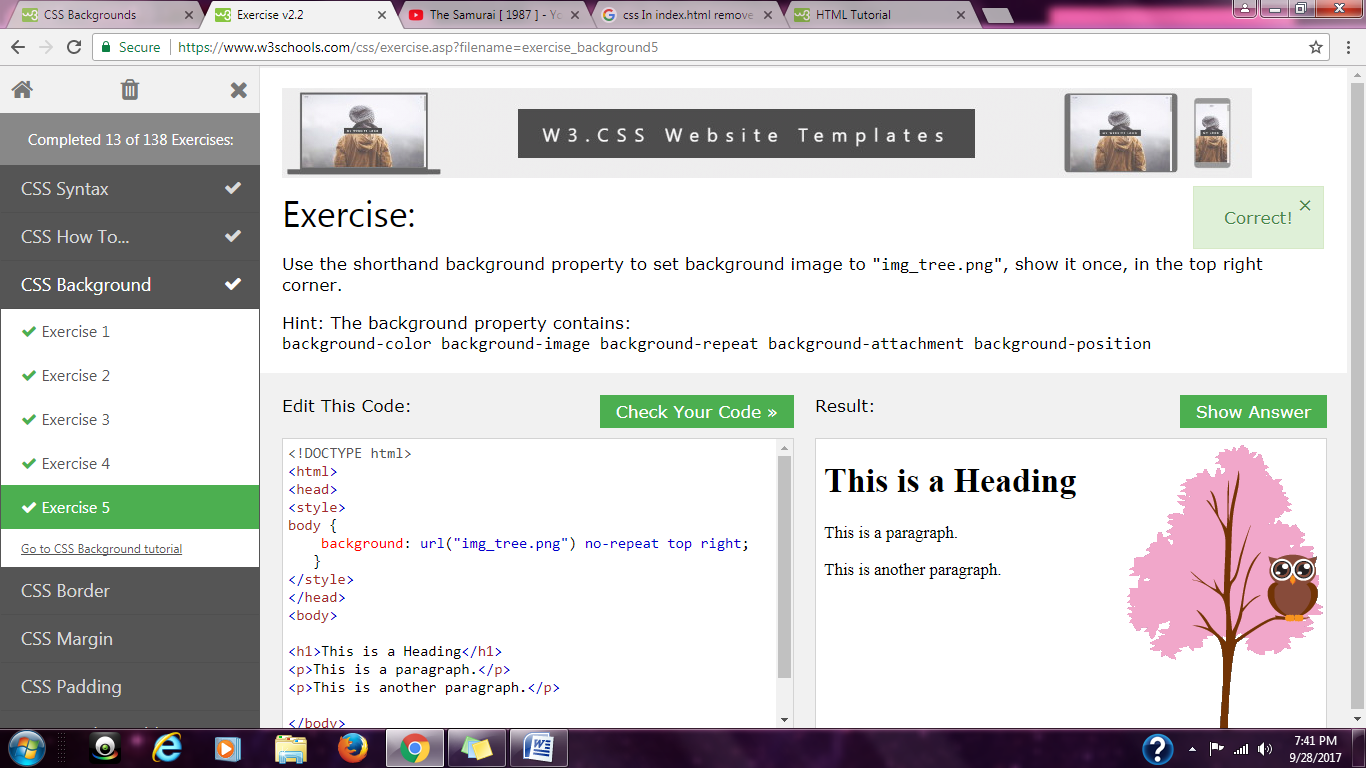 CSS Backgrounds
Exercise v2.2
The Samurai [ 1987 ] - Yo
css In index.html remove
HTML Tutorial
Secure
https://www.w3schools.com/css/exercise.asp?filename=exercise_background5
Completed 13 of 138 Exercises:
CSS Syntax
CSS How To...
CSS Background
Exercise 1
Exercise 2
Exercise 3
Exercise 4
Exercise 5
Go to CSS Background tutorial
CSS Border
CSS Margin
CSS Padding
W3.CSS Website Templates
Correct!
Exercise:
Use the shorthand background property to set background image to "img_tree.png", show it once, in the top right
corner.
Hint: The background property contains:
background-color background-image background-repeat background-attachment background-position
Edit This Code:
Check Your Code »
<!DOCTYPE html>
<html>
<head>
<style>
body {
background: url("img_tree.png") no-repeat top right;
}
</style>
</head>
<body>
<h1>This is a Heading</h1>
<p>This is a paragraph.</p>
<p>This is another paragraph.</p>
</body>
Result:
Show Answer
This is a Heading
This is a paragraph.
This is another paragraph.
7:41 PM
9/28/2017